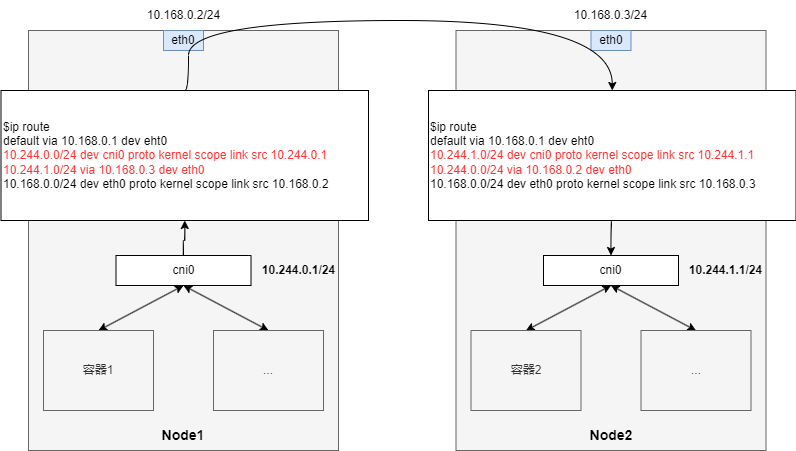 10.168.0.2/24
eth0
$ip route
default via 10.168.0.1 dev eht0
10.244.0.0/24 dev cni0 proto kernel scope link src 10.244.0.1
10.244.1.0/24 via 10.168.0.3 dev eth0
10.168.0.0/24 dev eth0 proto kernel scope link src 10.168.0.2
cni0
10.244.0.1/24
容器1
...
Node1
10.168.0.3/24
eth0
$ip route
default via 10.168.0.1 dev eht0
10.244.1.0/24 dev cni0 proto kernel scope link src 10.244.1.1
10.244.0.0/24 via 10.168.0.2 dev eth0
10.168.0.0/24 dev eth0 proto kernel scope link src 10.168.0.3
cni0
10.244.1.1/24
容器2
...
Node2